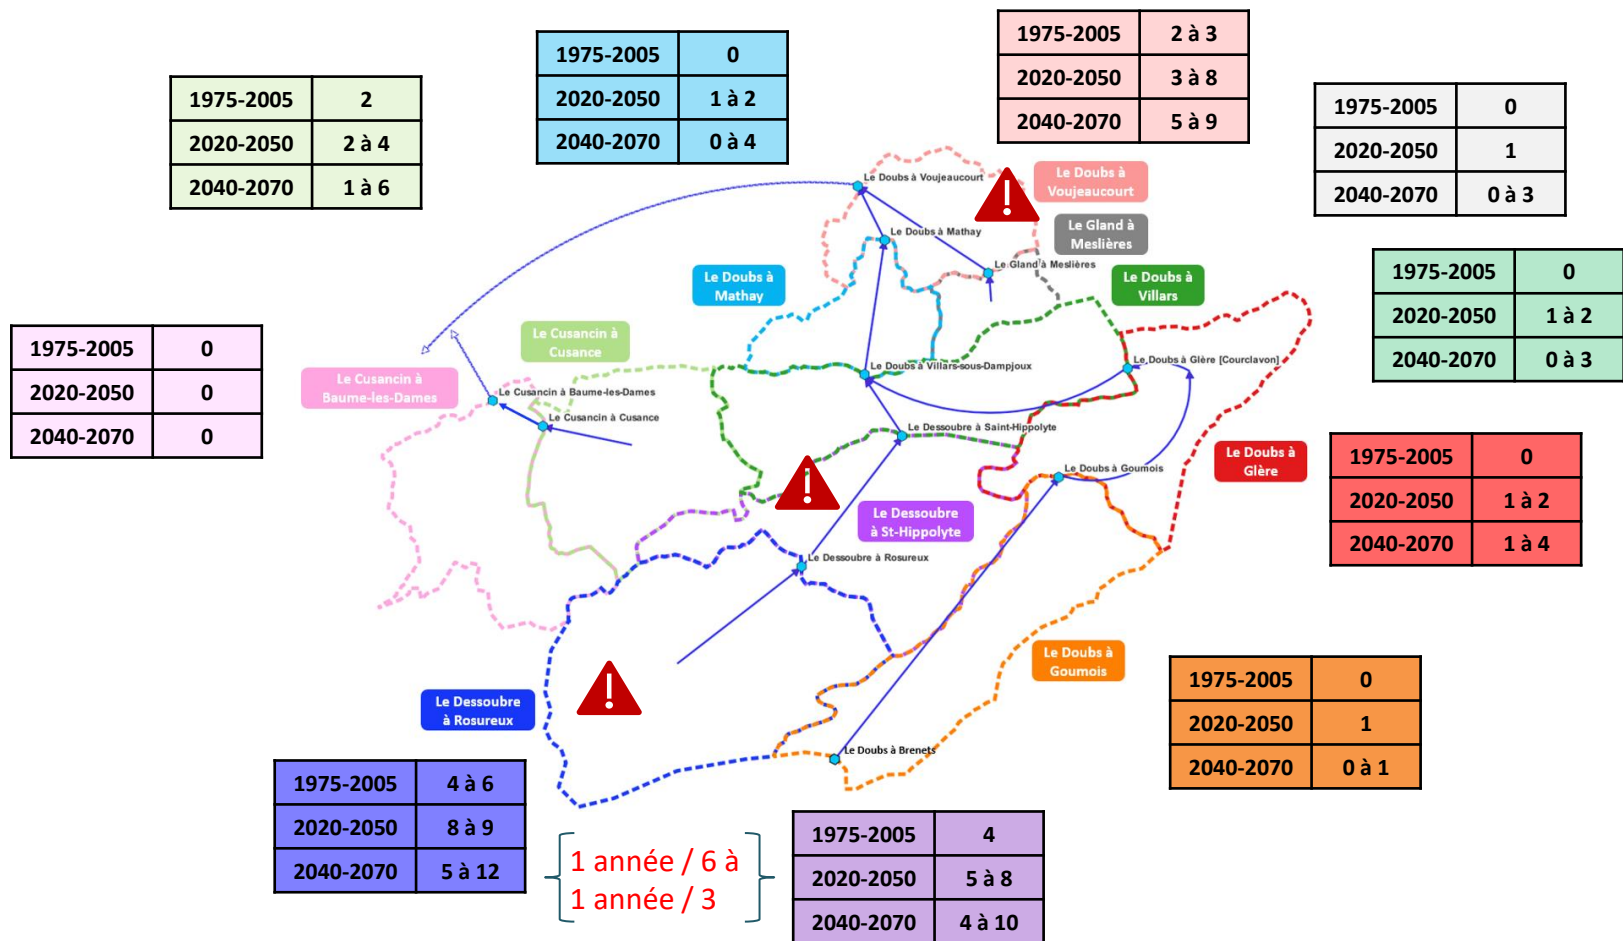 1975-2005 0
2020-2050 1 à 2
2040-2070 0 à 4
1975-2005 2 à 3
2020-2050 3 à 8
2040-2070 5 à 9
1975-2005 2
2020-2050 2 à 4
2040-2070 1 à 6
1975-2005 0
2020-2050 1
2040-2070 0 à 3
Le Doubs à Voujeaucourt
Le Doubs à
Voujeaucourt
Le Doubs à Mathay
Le Gland à
Meslières
Le Gland à Meslières
Le Doubs à
Mathay
Le Doubs à
Villars
1975-2005 0
2020-2050 1 à 2
2040-2070 0 à 3
Le Cusancin à
Cusance
1975-2005 0
2020-2050 0
2040-2070 0
Le Cusancin à
Baume-les-Dames
Le Cusancin à Baume-les-Dames
Le Cusancin à Cusance
Le Doubs à Villars-sous-Dampjoux
Le Doubs à Glère [Courclavon]
Le Dessoubre à Saint-Hippolyte
Le Doubs à Goumois
Le Doubs à
Glère
1975-2005 0
2020-2050 1 à 2
2040-2070 1 à 4
Le Dessoubre
à St-Hippolyte
Le Dessoubre à Rosureux
Le Doubs à
Goumois
Le Dessoubre
à Rosureux
Le Doubs à Brenets
1975-2005 0
2020-2050 1
2040-2070 0 à 1
1975-2005 4 à 6
2020-2050 8 à 9
2040-2070 5 à 12
1 année / 6 à
1 année / 3
1975-2005 4
2020-2050 5 à 8
2040-2070 4 à 10